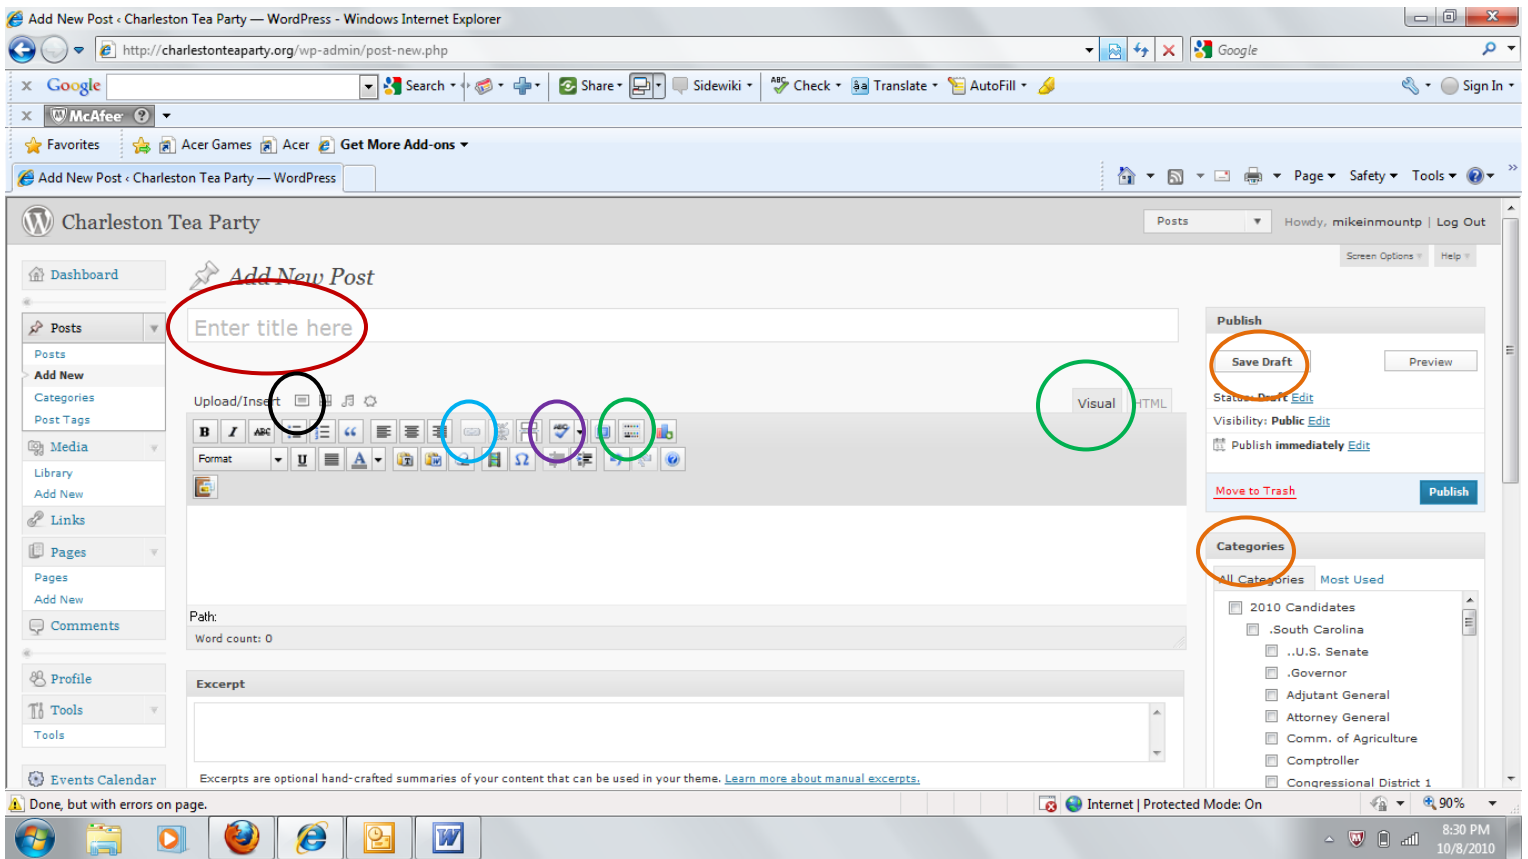 Add New Post ‹ Charleston Tea Party — WordPress - Windows Internet Explorer
http://charlestonteaparty.org/wp-admin/post-new.php
Google
x Google Search Share Sidewiki Check Translate AutoFill Sign In
x McAfee
Favorites Acer Games Acer Get More Add-ons
Add New Post ‹ Charleston Tea Party — WordPress
Page Safety Tools
Charleston Tea Party
Posts
Howdy, mikeinmountp | Log Out
Screen Options Help
Dashboard
Posts
Posts
Add New
Categories
Post Tags
Media
Library
Add New
Links
Pages
Pages
Add New
Comments
Profile
Tools
Tools
Events Calendar
Add New Post
Enter title here
Upload/Insert
Visual HTML
B I ABC
Format U A Ω
Path:
Word count: 0
Excerpt
Excerpts are optional hand-crafted summaries of your content that can be used in your theme. Learn more about manual excerpts.
Publish
Save Draft Preview
Status: Draft Edit
Visibility: Public Edit
Publish immediately Edit
Move to Trash Publish
Categories
All Categories Most Used
2010 Candidates
.South Carolina
..U.S. Senate
.Governor
Adjutant General
Attorney General
Comm. of Agriculture
Comptroller
Congressional District 1
Done, but with errors on page.
Internet | Protected Mode: On
90%
8:30 PM
10/8/2010